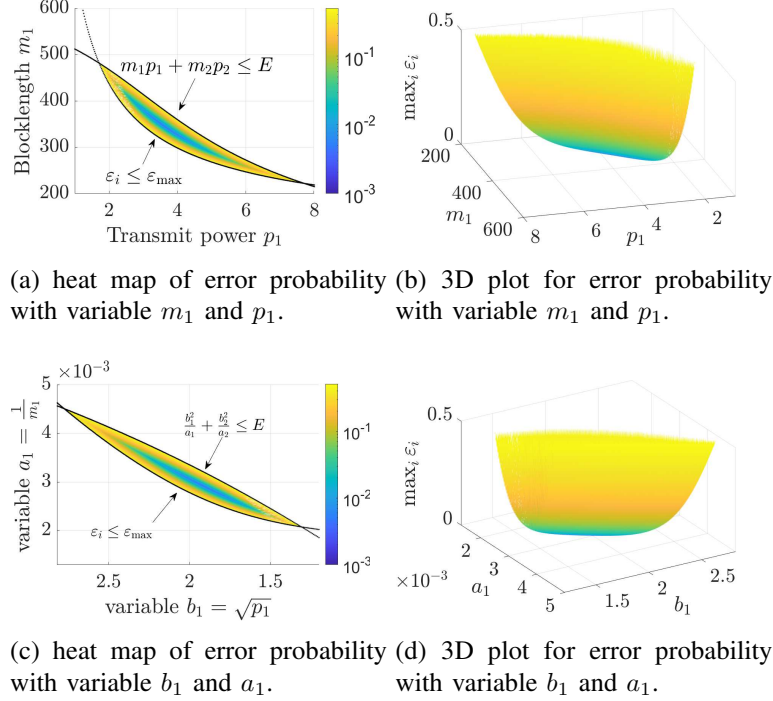 600
500
400
300
200
Blocklength m₁
m₁p₁ + m₂p₂ ≤ E
εᵢ ≤ ε_max
2 4 6 8
Transmit power p₁
10⁻¹
10⁻²
10⁻³
0.5
0
maxᵢ εᵢ
200
400
600
m₁
8 6 4 2
p₁
(a) heat map of error probability
with variable m₁ and p₁.
(b) 3D plot for error probability
with variable m₁ and p₁.
×10⁻³
5
4
3
2
variable a₁ = 1/m₁
b₁²/a₁ + b₂²/a₂ ≤ E
εᵢ ≤ ε_max
2.5 2 1.5
variable b₁ = √p₁
10⁻¹
10⁻²
10⁻³
0.5
0
maxᵢ εᵢ
2
3
4
5
×10⁻³
a₁
1.5 2 2.5
b₁
(c) heat map of error probability
with variable b₁ and a₁.
(d) 3D plot for error probability
with variable b₁ and a₁.